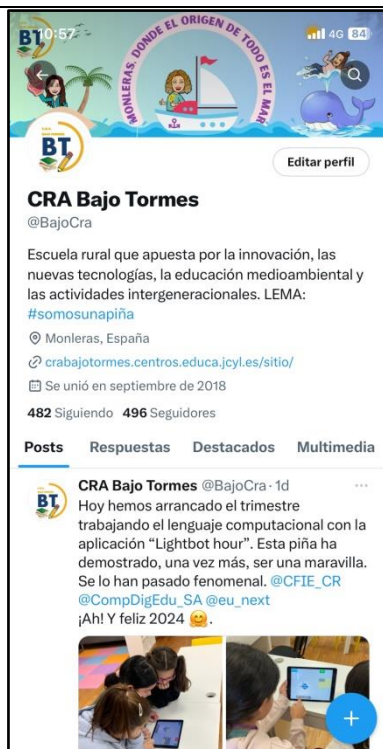 10:57
4G 84
BT
MONLERAS. DONDE EL ORIGEN DE TODO ES EL MAR
BT
Editar perfil
CRA Bajo Tormes
@BajoCra
Escuela rural que apuesta por la innovación, las
nuevas tecnologías, la educación medioambiental y
las actividades intergeneracionales. LEMA:
#somosunapiña
Monleras, España
crabajotormes.centros.educa.jcyl.es/sitio/
Se unió en septiembre de 2018
482 Siguiendo 496 Seguidores
Posts Respuestas Destacados Multimedia
CRA Bajo Tormes @BajoCra · 1d
BT
Hoy hemos arrancado el trimestre
trabajando el lenguaje computacional con la
aplicación “Lightbot hour”. Esta piña ha
demostrado, una vez más, ser una maravilla.
Se lo han pasado fenomenal. @CFIE_CR
@CompDigEdu_SA @eu_next
¡Ah! Y feliz 2024 🤗.